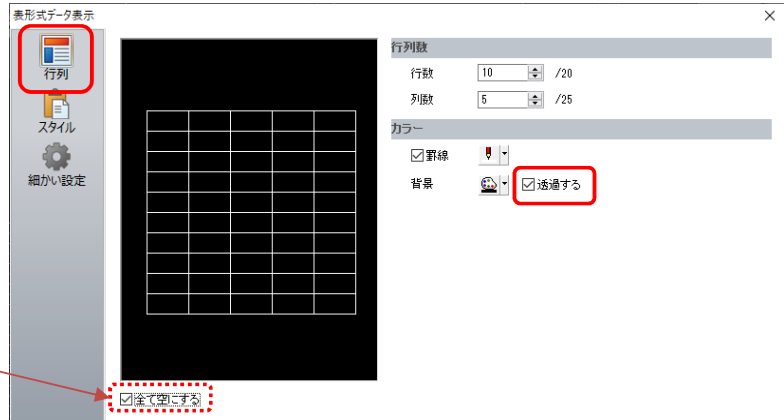 表形式データ表示
行列
スタイル
細かい設定
行列数
行数 10 /20
列数 5 /25
カラー
罫線
背景 透過する
全て空にする